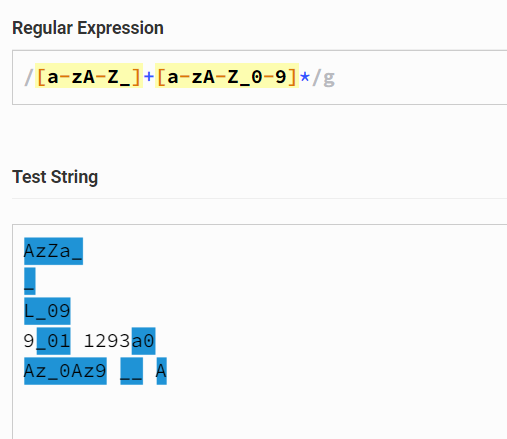 Regular Expression
/[a-zA-Z_]+[a-zA-Z_0-9]*/g
Test String
AzZa_
_
L_09
9_01 1293a0
Az_0Az9 __ A